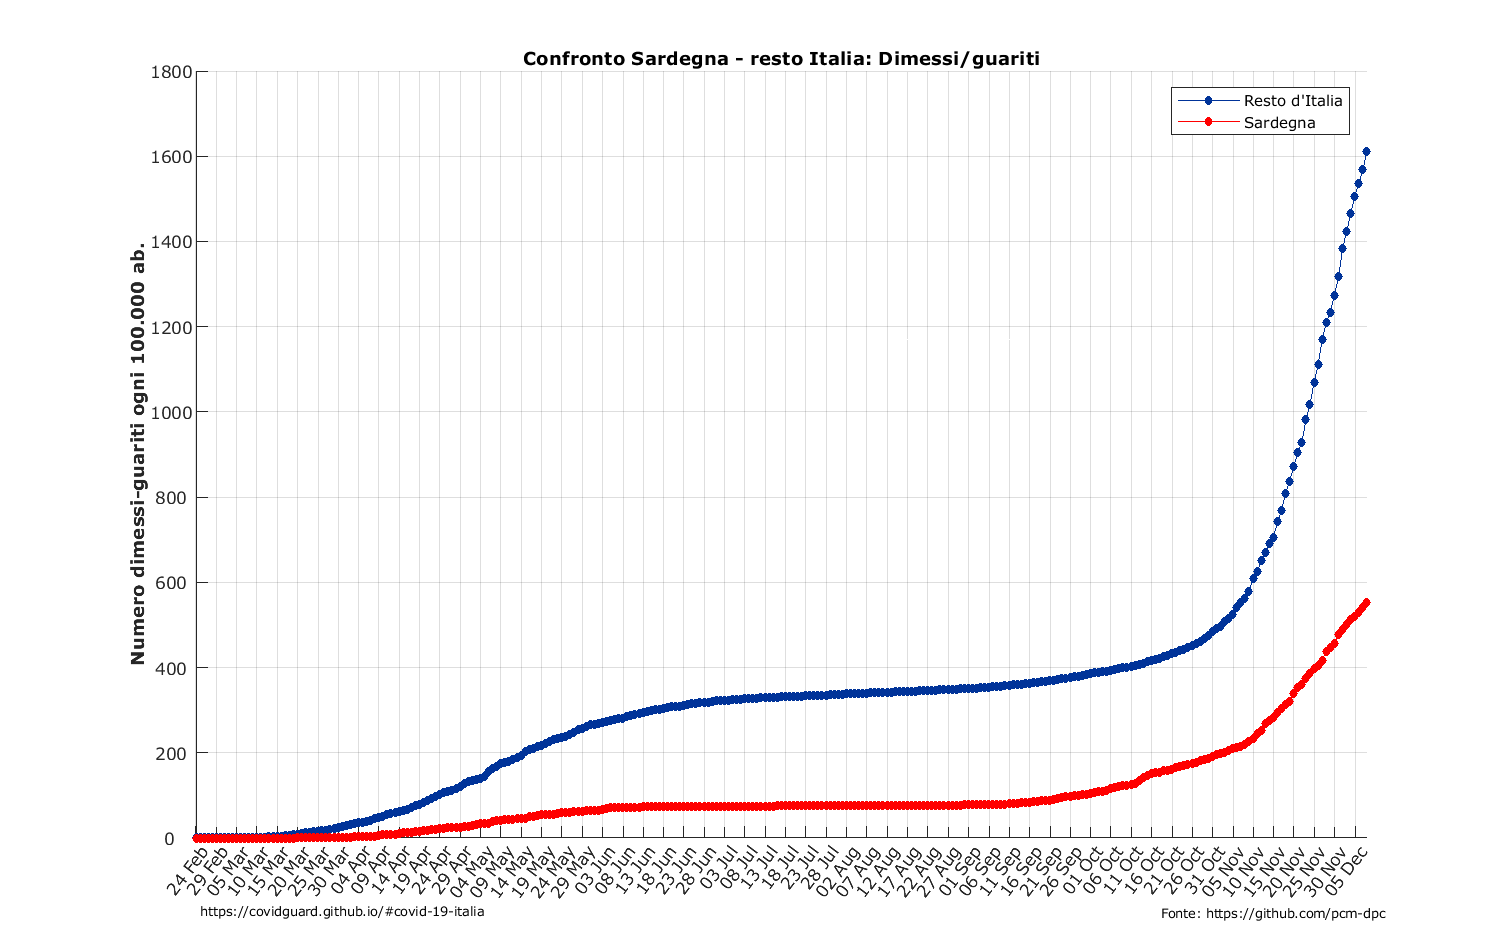 Confronto Sardegna - resto Italia: Dimessi/guariti
Resto d'Italia
Sardegna
Numero dimessi-guariti ogni 100.000 ab.
1800
1600
1400
1200
1000
800
600
400
200
0
24 Feb
29 Feb
05 Mar
10 Mar
15 Mar
20 Mar
25 Mar
30 Mar
04 Apr
09 Apr
14 Apr
19 Apr
24 Apr
29 Apr
04 May
09 May
14 May
19 May
24 May
29 May
03 Jun
08 Jun
13 Jun
18 Jun
23 Jun
28 Jun
03 Jul
08 Jul
13 Jul
18 Jul
23 Jul
28 Jul
02 Aug
07 Aug
12 Aug
17 Aug
22 Aug
27 Aug
01 Sep
06 Sep
11 Sep
16 Sep
21 Sep
26 Sep
01 Oct
06 Oct
11 Oct
16 Oct
21 Oct
26 Oct
31 Oct
05 Nov
10 Nov
15 Nov
20 Nov
25 Nov
30 Nov
05 Dec
https://covidguard.github.io/#covid-19-italia
Fonte: https://github.com/pcm-dpc